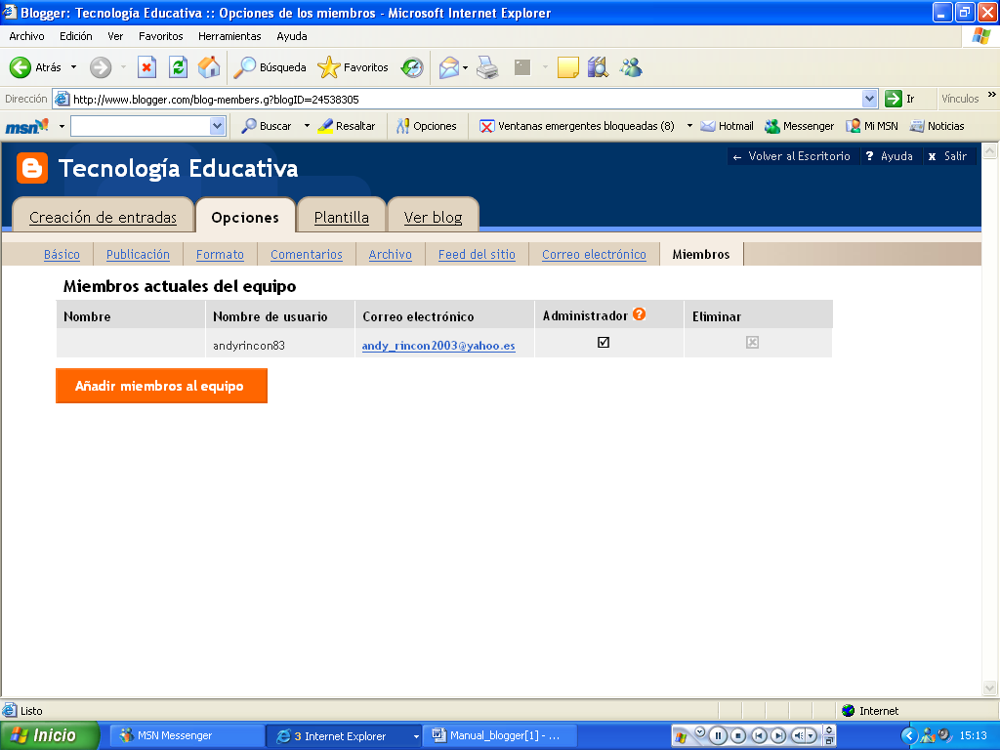 Blogger: Tecnología Educativa :: Opciones de los miembros - Microsoft Internet Explorer
Archivo Edición Ver Favoritos Herramientas Ayuda
Atrás Búsqueda Favoritos
Dirección http://www.blogger.com/blog-members.g?blogID=24538305 Ir Vínculos »
msn Buscar Resaltar Opciones Ventanas emergentes bloqueadas (8) Hotmail Messenger Mi MSN Noticias
Tecnología Educativa
← Volver al Escritorio ? Ayuda x Salir
Creación de entradas Opciones Plantilla Ver blog
Básico Publicación Formato Comentarios Archivo Feed del sitio Correo electrónico Miembros
Miembros actuales del equipo
Nombre Nombre de usuario Correo electrónico Administrador ? Eliminar
andyrincon83 andy_rincon2003@yahoo.es
Añadir miembros al equipo
Listo Internet
Inicio MSN Messenger 3 Internet Explorer Manual_blogger[1] - ... 15:13